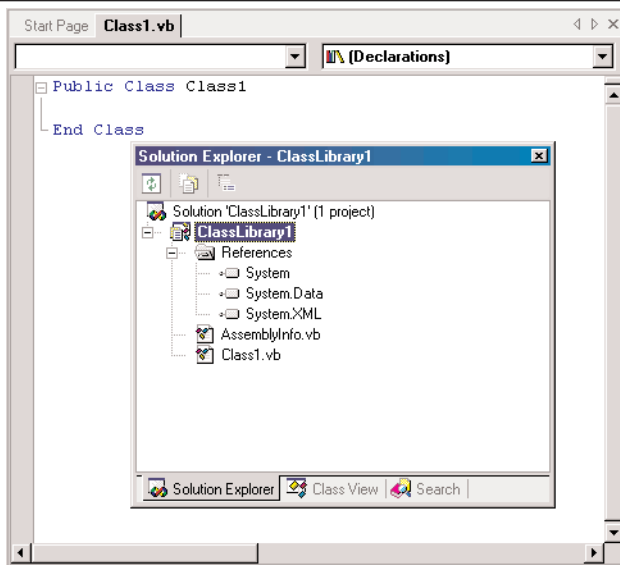 Start Page Class1.vb
(Declarations)
Public Class Class1
End Class
Solution Explorer - ClassLibrary1
Solution 'ClassLibrary1' (1 project)
ClassLibrary1
References
System
System.Data
System.XML
AssemblyInfo.vb
Class1.vb
Solution Explorer Class View Search